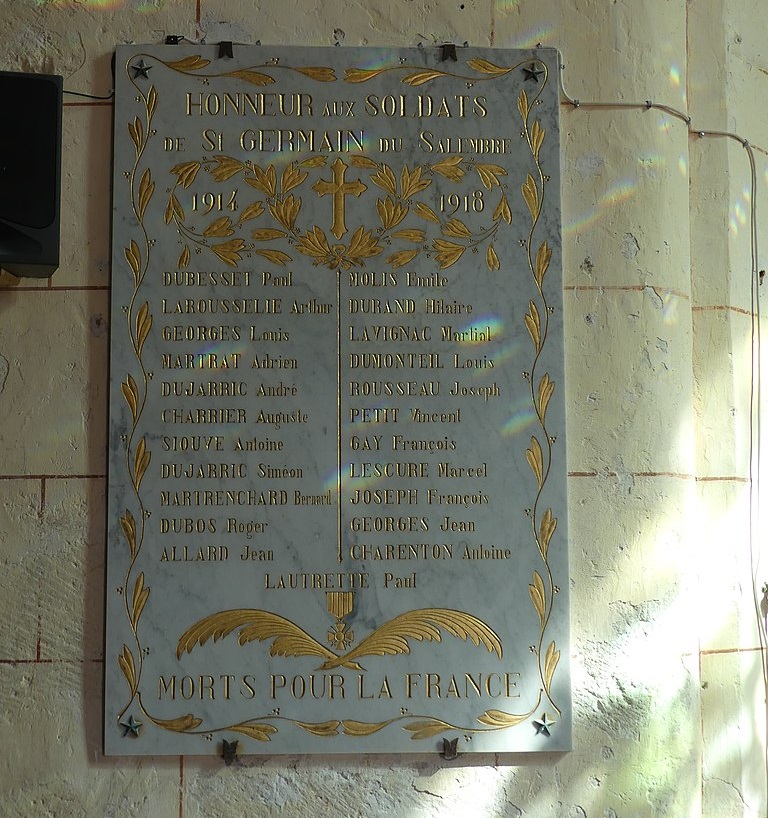 HONNEUR AUX SOLDATS
DE St GERMAIN DU SALEMBRE
1914 1918
DUBESSET Paul
LAROUSSELIE Arthur
GEORGES Louis
MARTRAT Adrien
DUJARRIC André
CHARRIER Auguste
SIOUVE Antoine
DUJARRIC Siméon
MARTRENCHARD Bernard
DUBOS Roger
ALLARD Jean
MOLIS Emile
DURAND Hilaire
LAVIGNAC Martial
DUMONTEIL Louis
ROUSSEAU Joseph
PETIT Vincent
GAY François
LESCURE Marcel
JOSEPH François
GEORGES Jean
CHARENTON Antoine
LAUTRETTE Paul
MORTS POUR LA FRANCE